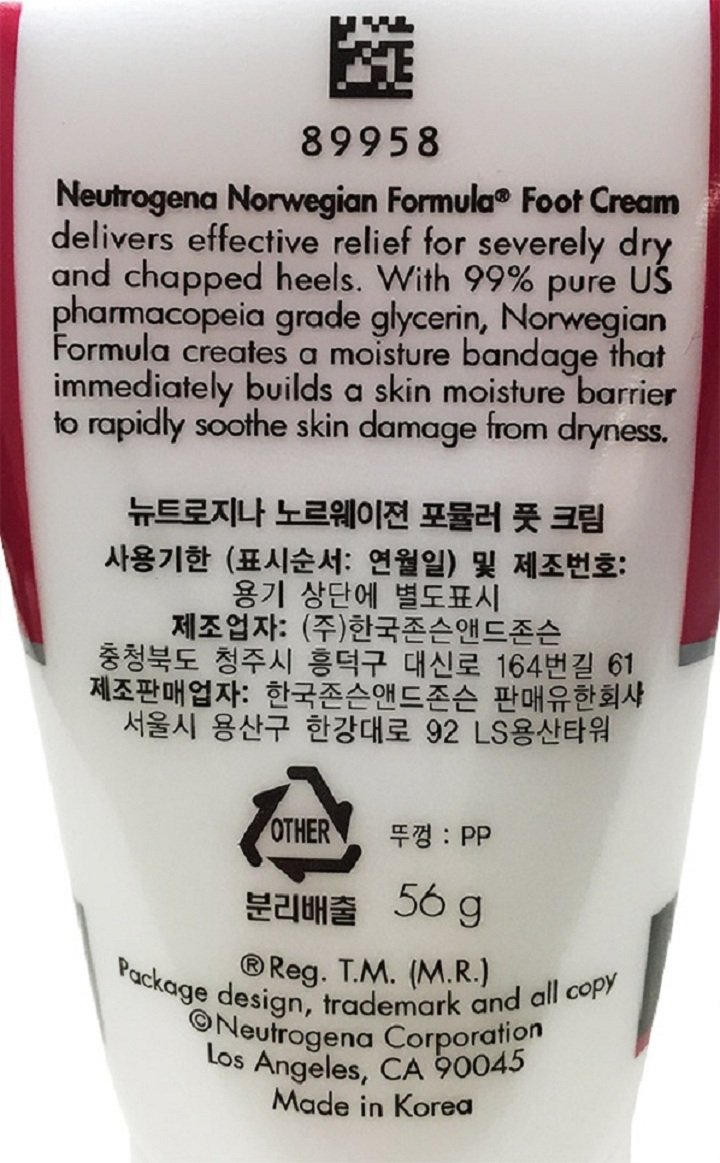 89958
Neutrogena Norwegian Formula® Foot Cream
delivers effective relief for severely dry
and chapped heels. With 99% pure US
pharmacopeia grade glycerin, Norwegian
Formula creates a moisture bandage that
immediately builds a skin moisture barrier
to rapidly soothe skin damage from dryness.
뉴트로지나 노르웨이젼 포뮬러 풋 크림
사용기한 (표시순서: 연월일) 및 제조번호:
용기 상단에 별도표시
제조업자: (주)한국존슨앤드존슨
충청북도 청주시 흥덕구 대신로 164번길 61
제조판매업자: 한국존슨앤드존슨 판매유한회사
서울시 용산구 한강대로 92 LS용산타워
OTHER 뚜껑 : PP
분리배출 56 g
®Reg. T.M. (M.R.)
Package design, trademark and all copy
©Neutrogena Corporation
Los Angeles, CA 90045
Made in Korea